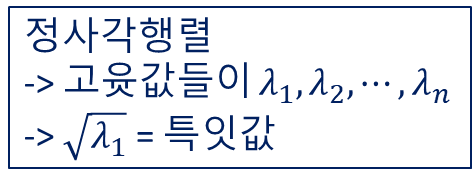 정사각행렬
-> 고윳값들이 λ₁, λ₂, ⋯, λₙ
-> √λ₁ = 특잇값